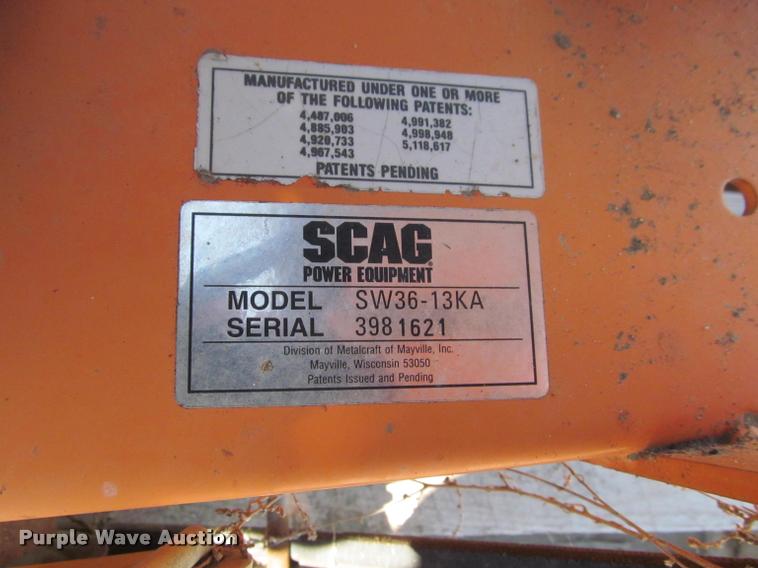 MANUFACTURED UNDER ONE OR MORE
OF THE FOLLOWING PATENTS:
4,487,006 4,991,382
4,885,903 4,998,948
4,920,733 5,118,617
4,967,543
PATENTS PENDING
SCAG
POWER EQUIPMENT
MODEL SW36-13KA
SERIAL 3981621
Division of Metalcraft of Mayville, Inc.
Mayville, Wisconsin 53050
Patents Issued and Pending
Purple Wave Auction